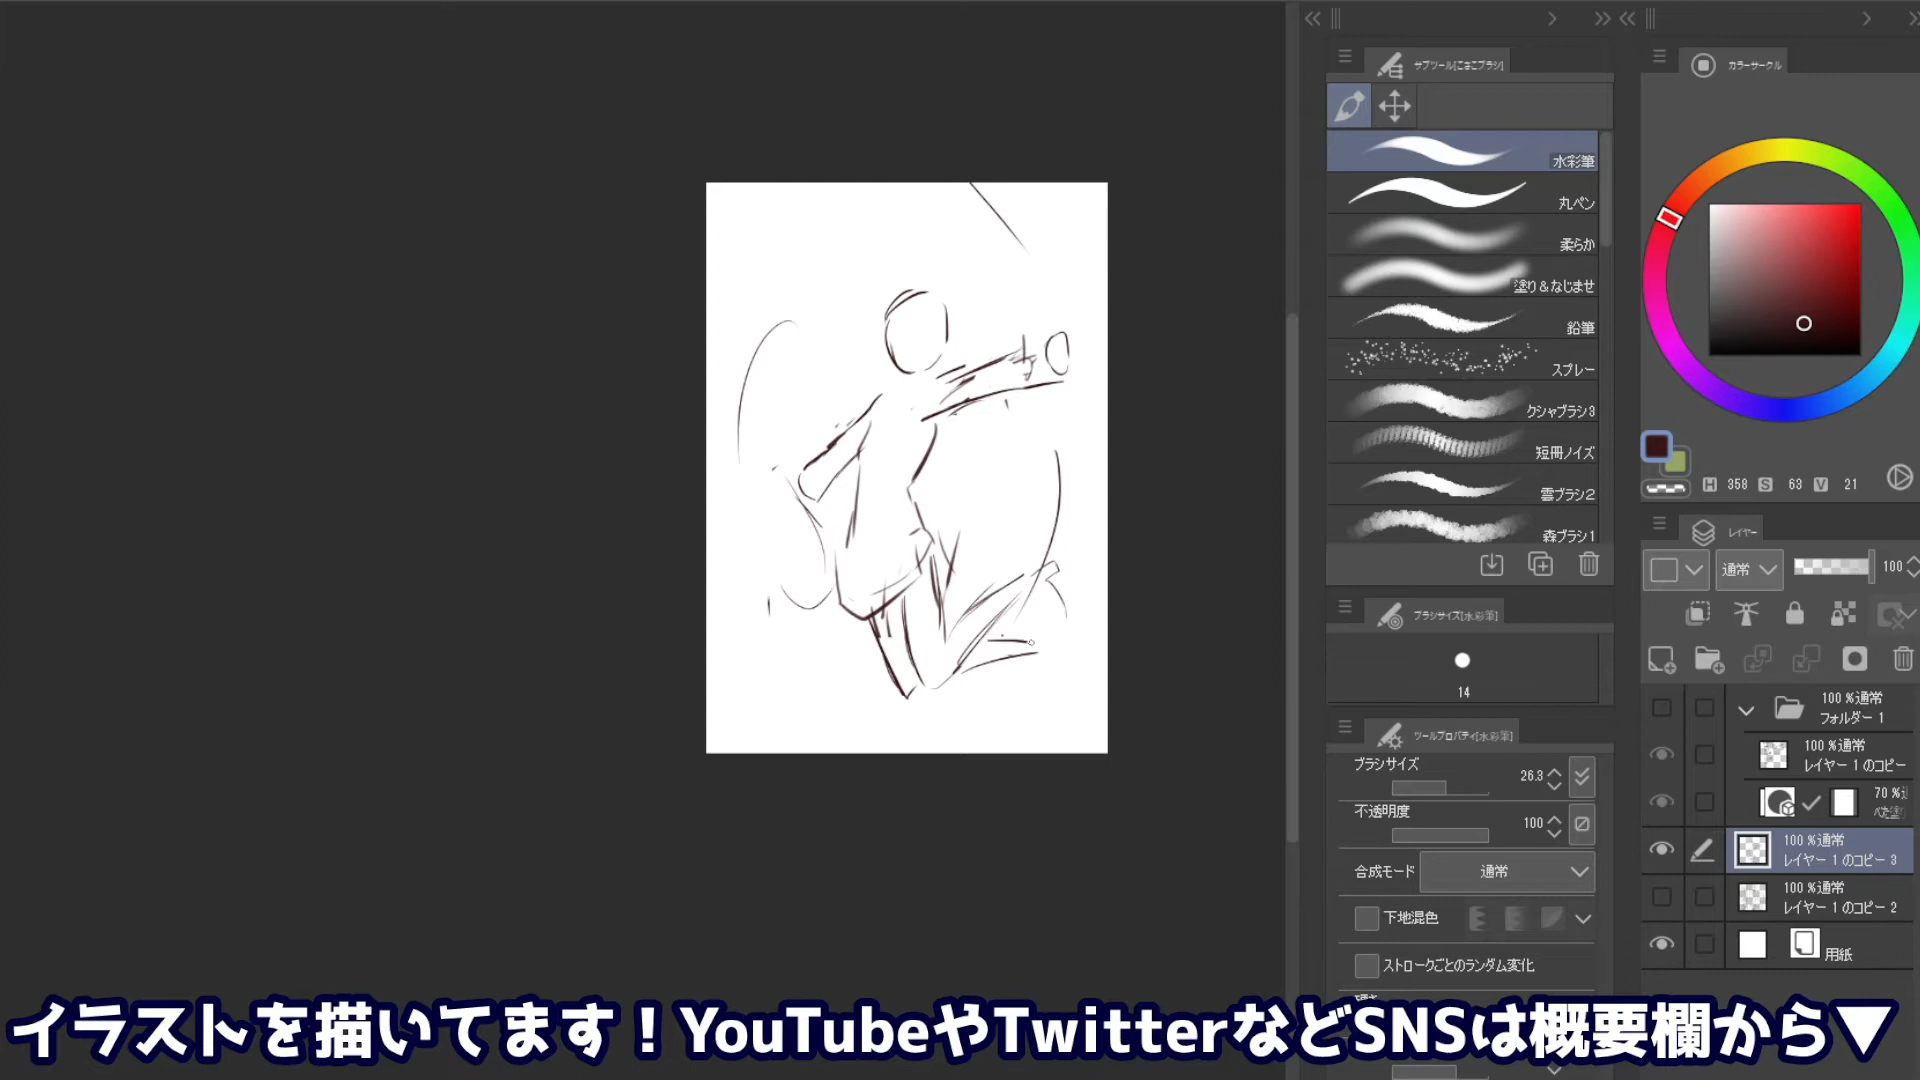 サブツール[こなこブラシ]
カラーサークル
水彩筆
丸ペン
柔らか
塗り＆なじませ
鉛筆
スプレー
クシャブラシ3
短冊ノイズ
雲ブラシ2
森ブラシ1
H 358 S 63 V 21
レイヤー
通常
100
ブラシサイズ[水彩筆]
14
ツールプロパティ[水彩筆]
ブラシサイズ
26.3
不透明度
100
合成モード
通常
下地混色
ストロークごとのランダム変化
100 %通常
フォルダー 1
100 %通常
レイヤー 1 のコピー
70 %
100 %通常
レイヤー 1 のコピー 3
100 %通常
レイヤー 1 のコピー 2
用紙
イラストを描いてます！YouTubeやTwitterなどSNSは概要欄から▼